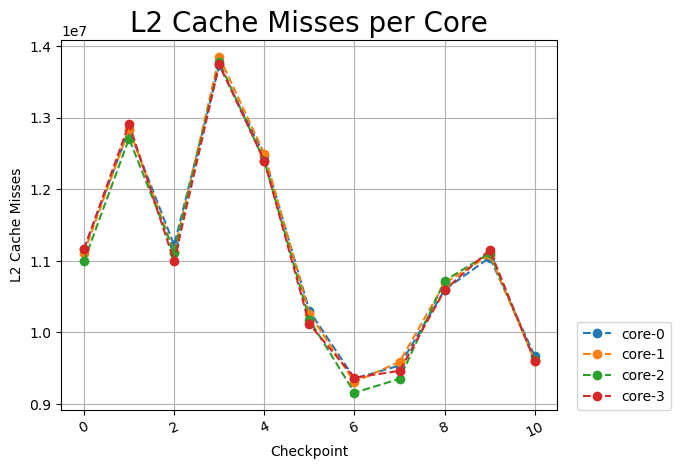 L2 Cache Misses per Core
1e7
1.4
1.3
1.2
1.1
1.0
0.9
L2 Cache Misses
0 2 4 6 8 10
Checkpoint
core-0
core-1
core-2
core-3